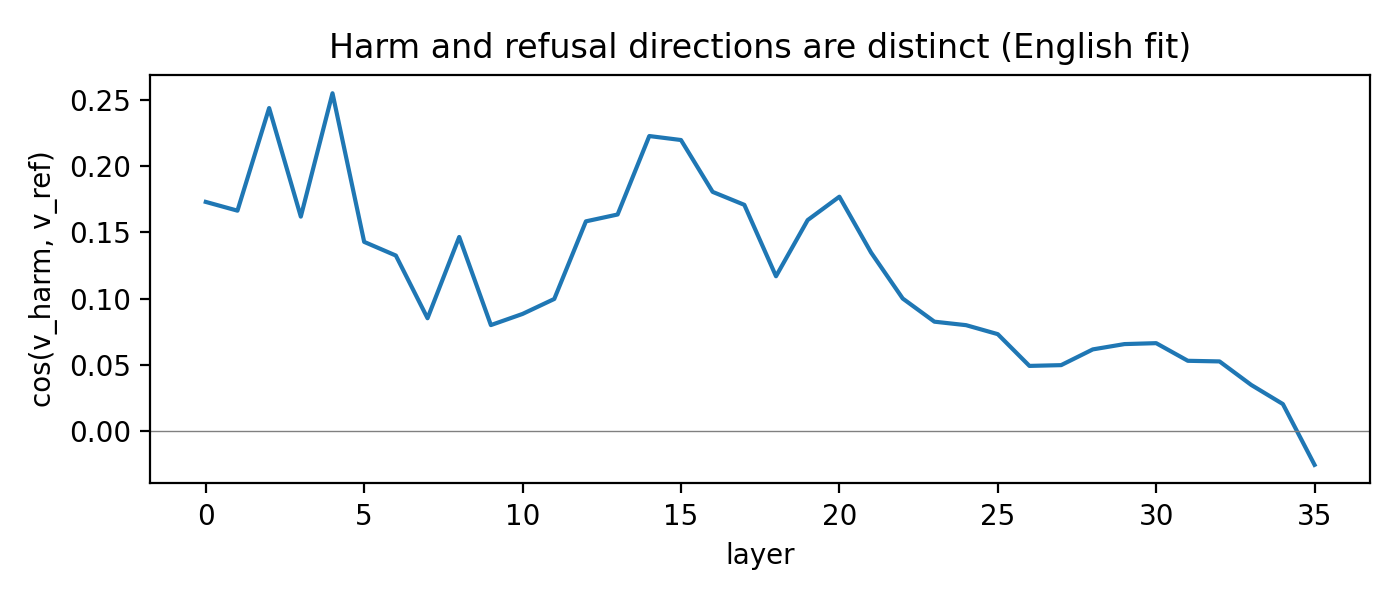 Harm and refusal directions are distinct (English fit)
cos(v_harm, v_ref)
0.25
0.20
0.15
0.10
0.05
0.00
0 5 10 15 20 25 30 35
layer